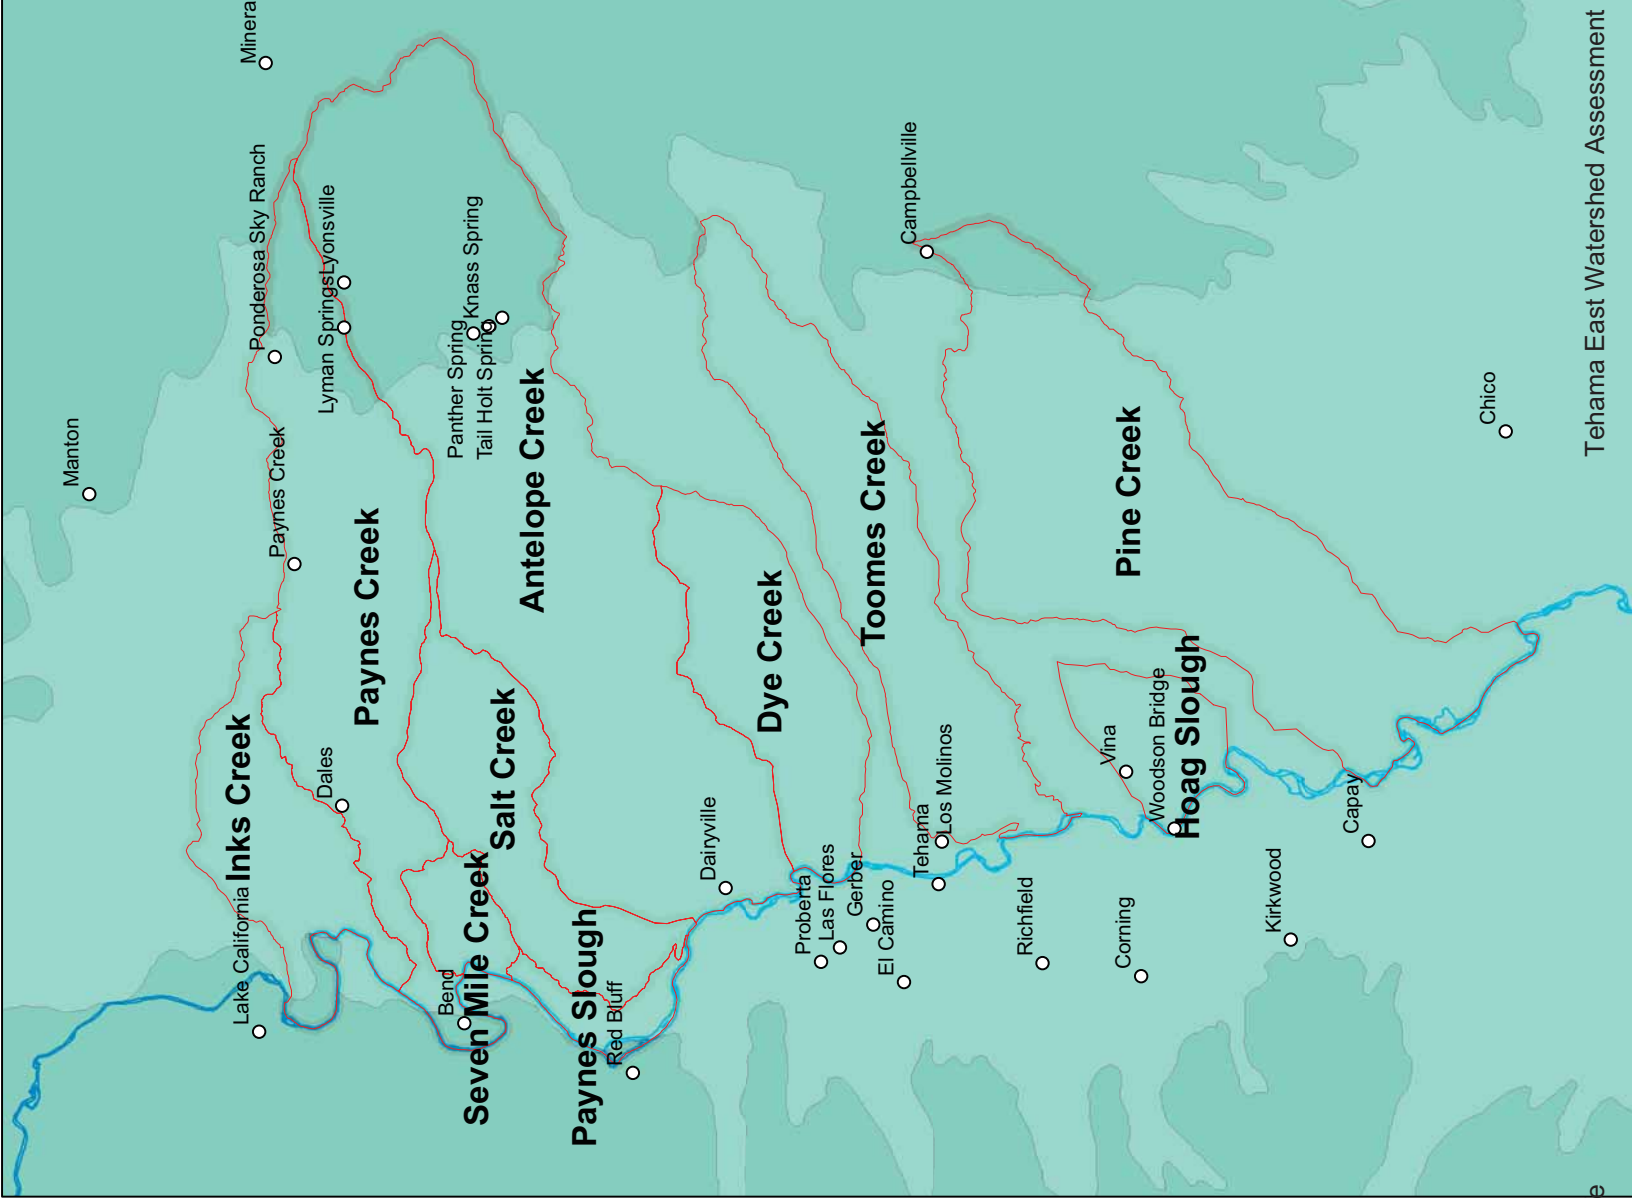 Minera
Manton
Ponderosa Sky Ranch
Lyonsville
Lyman Springs
Paynes Creek
Knass Spring
Panther Spring
Tail Holt Spring
Campbellville
Chico
Paynes Creek
Antelope Creek
Toomes Creek
Pine Creek
Dye Creek
Inks Creek
Dales
Salt Creek
Hoag Slough
Lake California
Bend
Seven Mile Creek
Paynes Slough
Red Bluff
Dairyville
Proberta
Las Flores
Gerber
El Camino
Tehama
Los Molinos
Vina
Woodson Bridge
Richfield
Corning
Kirkwood
Capay
Tehama East Watershed Assessment
e